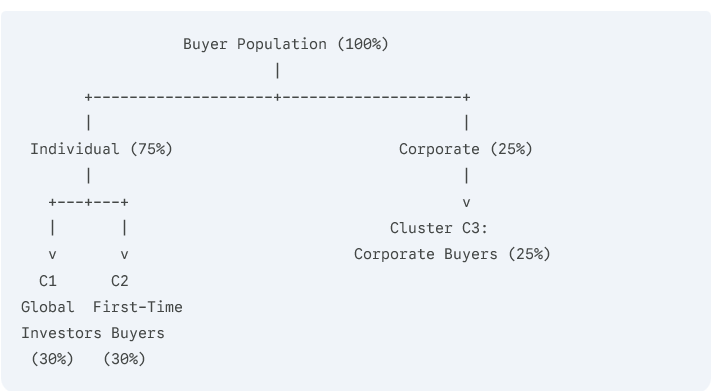 Buyer Population (100%)
|
+--------------------+--------------------+
|                                         |
Individual (75%)                         Corporate (25%)
|                                         |
+---+---+                                     v
|       |                             Cluster C3:
v       v                         Corporate Buyers (25%)
C1      C2
Global  First-Time
Investors Buyers
(30%)   (30%)